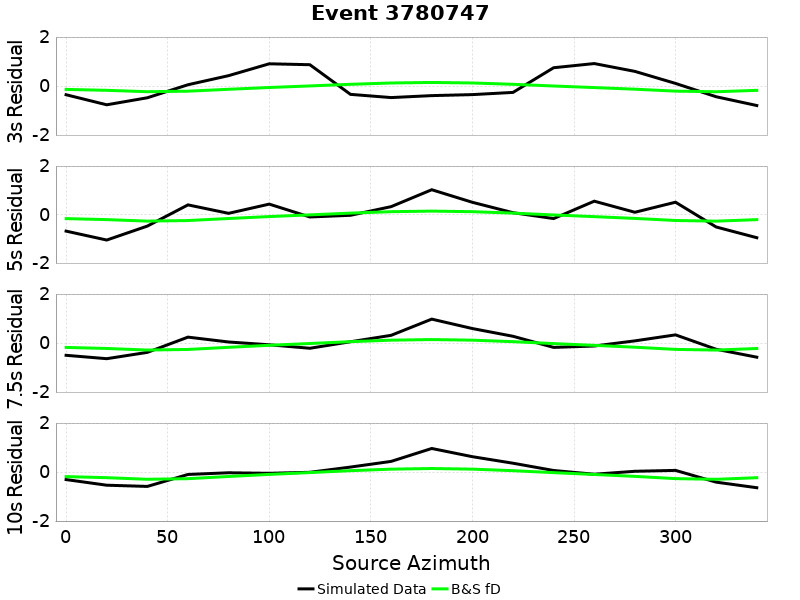 Event 3780747
3s Residual
2
0
-2
5s Residual
2
0
-2
7.5s Residual
2
0
-2
10s Residual
2
0
-2
0 50 100 150 200 250 300
Source Azimuth
Simulated Data B&S fD